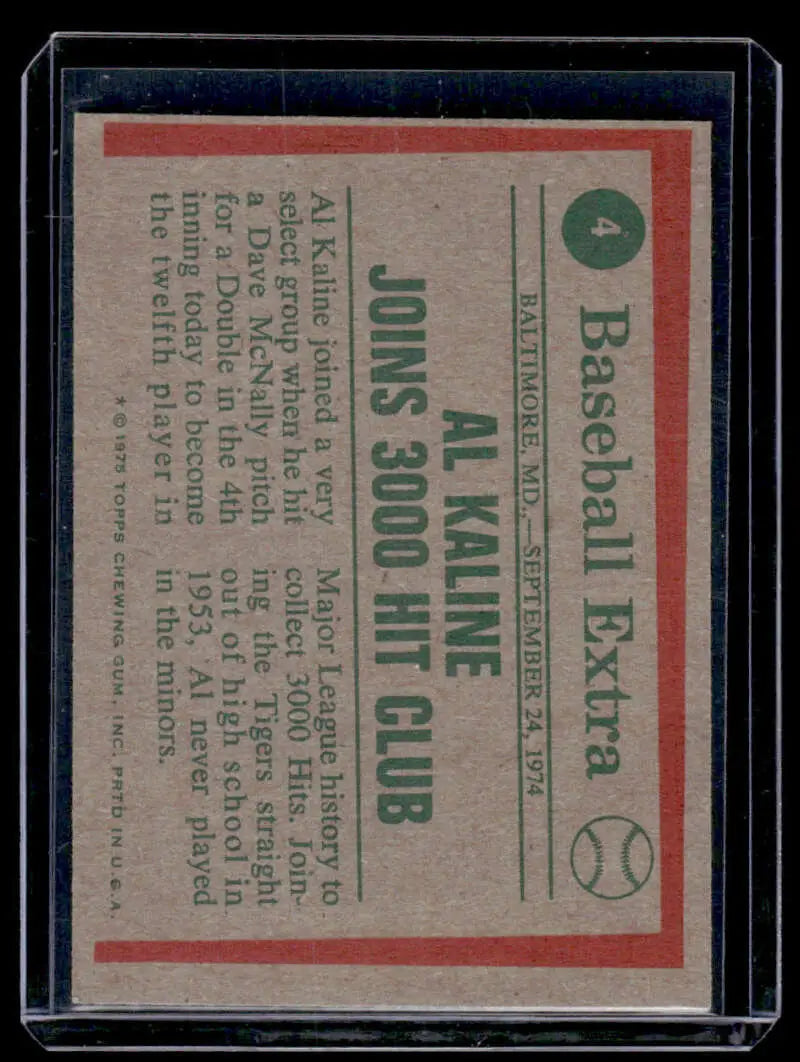 4
Baseball Extra
BALTIMORE, MD.,—SEPTEMBER 24, 1974
AL KALINE
JOINS 3000 HIT CLUB
Al Kaline joined a very
select group when he hit
a Dave McNally pitch
for a Double in the 4th
inning today to become
the twelfth player in
Major League history to
collect 3000 Hits. Join-
ing the Tigers straight
out of high school in
1953, Al never played
in the minors.
* © 1975 TOPPS CHEWING GUM, INC. PRTD IN U.S.A.